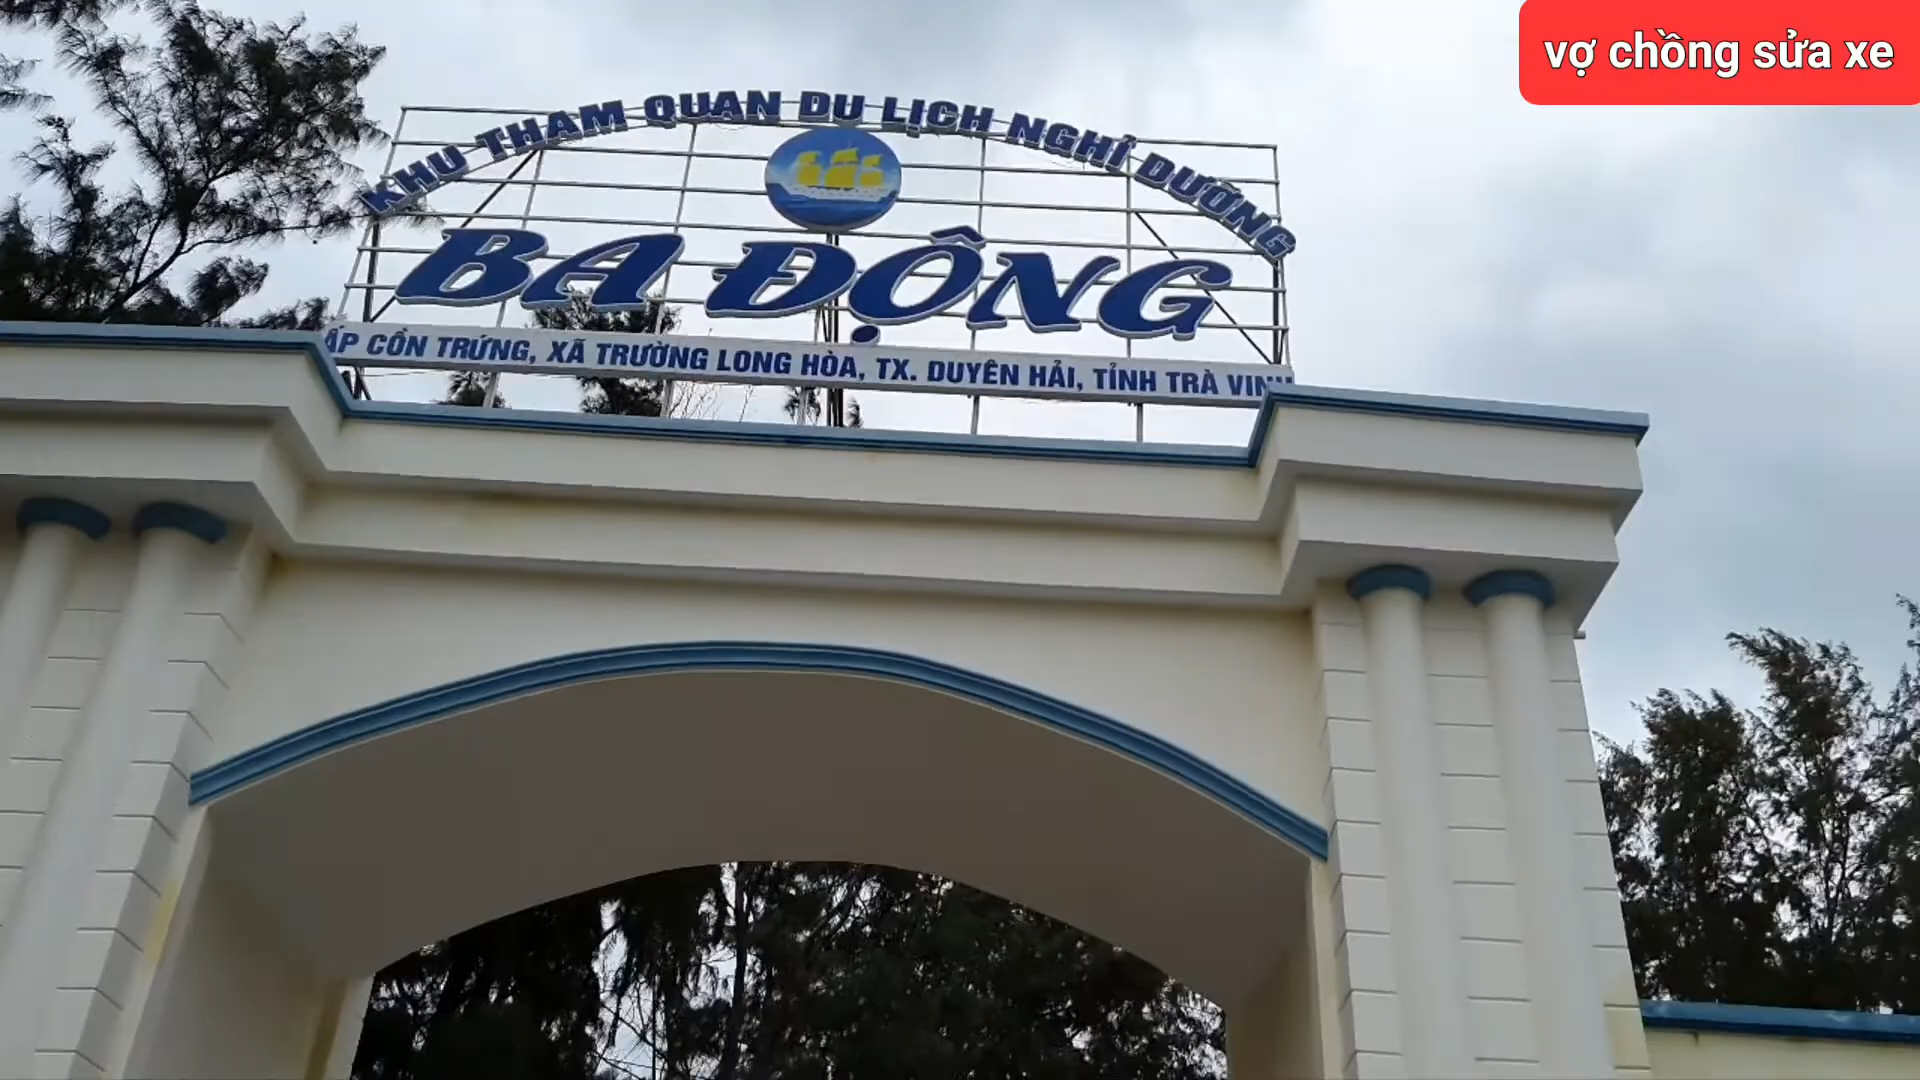 vợ chồng sửa xe
KHU THAM QUAN DU LỊCH NGHỈ DƯỠNG
BA ĐỘNG
ẤP CỒN TRỨNG, XÃ TRƯỜNG LONG HÒA, TX. DUYÊN HẢI, TỈNH TRÀ VINH